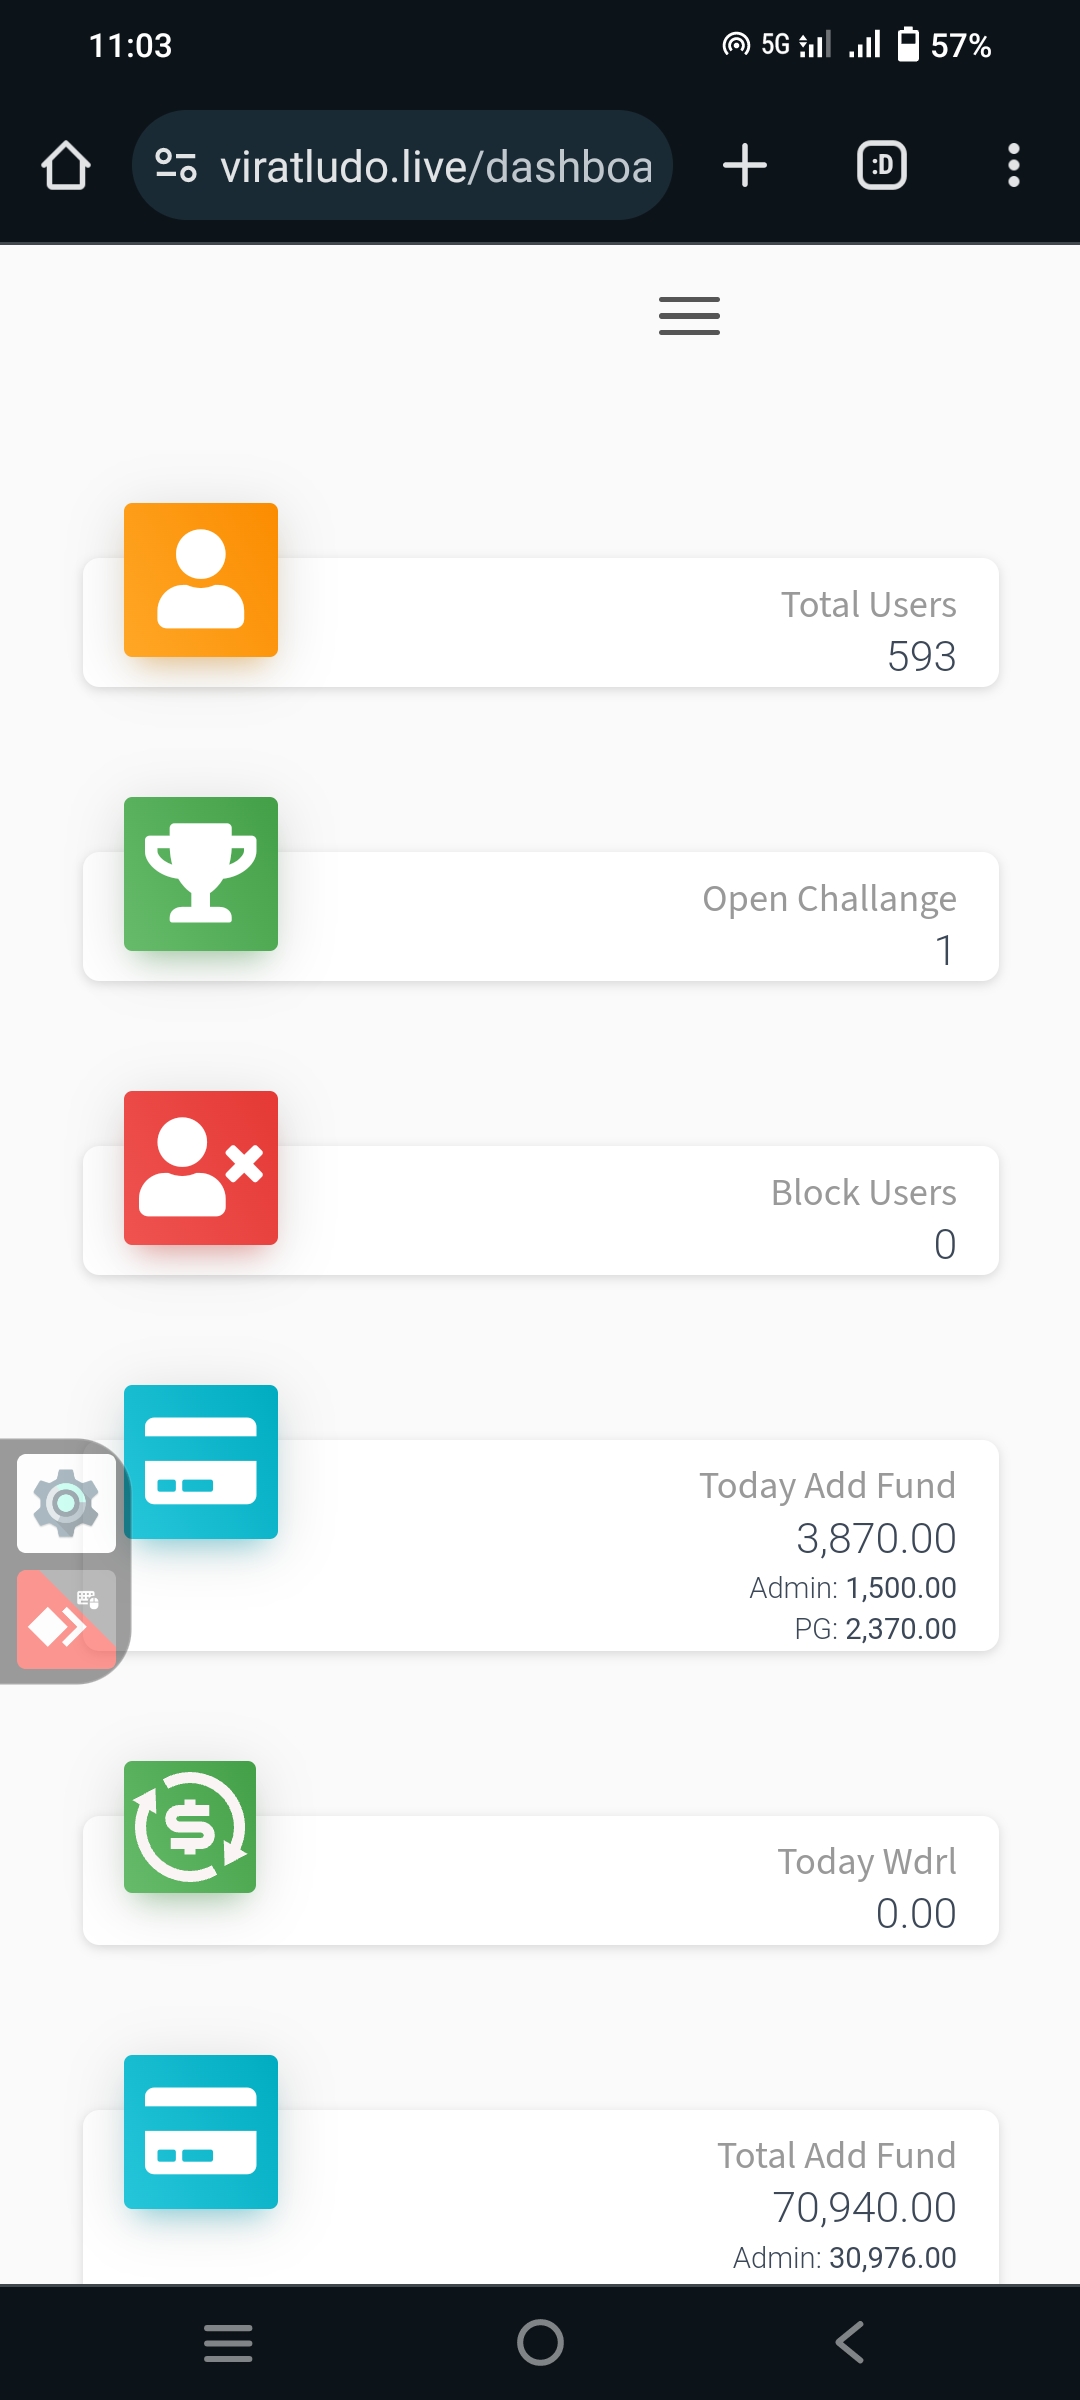 11:03
5G
57%
viratludo.live/dashboa
:D
Total Users
593
Open Challange
1
Block Users
0
Today Add Fund
3,870.00
Admin: 1,500.00
PG: 2,370.00
Today Wdrl
0.00
Total Add Fund
70,940.00
Admin: 30,976.00